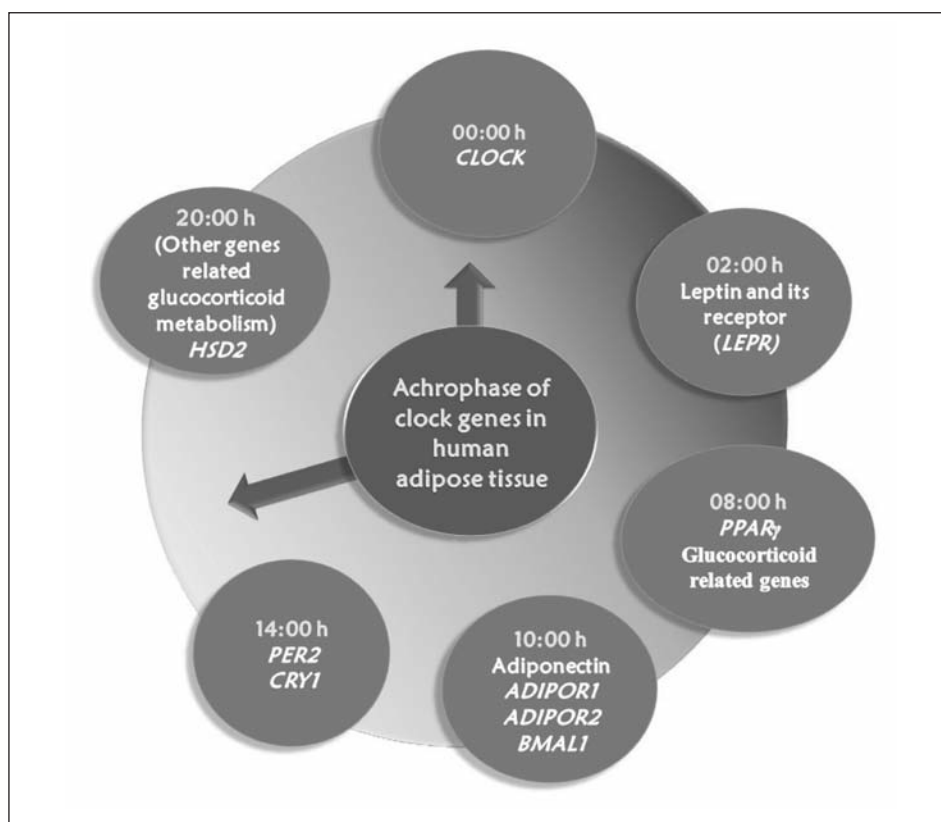 00:00 h
CLOCK
20:00 h
(Other genes
related
glucocorticoid
metabolism)
HSD2
02:00 h
Leptin and its
receptor
(LEPR)
Achrophase of
clock genes in
human
adipose tissue
08:00 h
PPARγ
Glucocorticoid
related genes
14:00 h
PER2
CRY1
10:00 h
Adiponectin
ADIPOR1
ADIPOR2
BMAL1